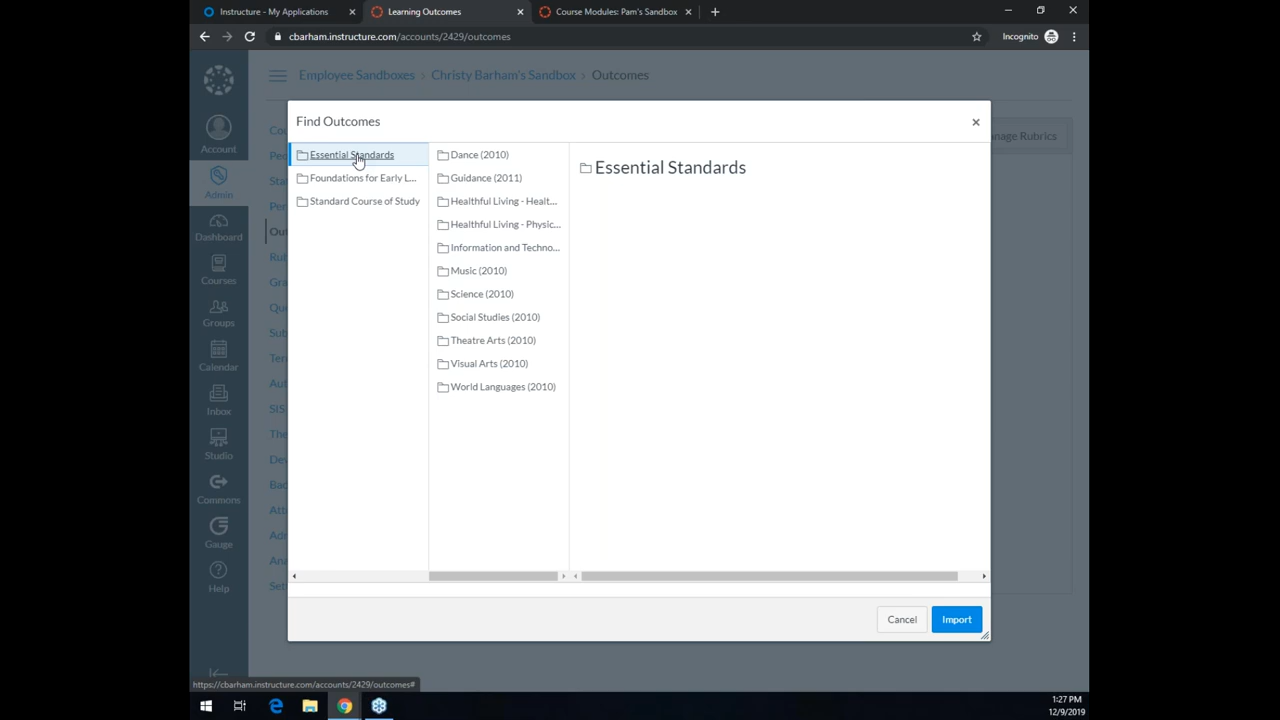 Instructure - My Applications
Learning Outcomes
Course Modules: Pam's Sandbox
cbarham.instructure.com/accounts/2429/outcomes
Incognito
Employee Sandboxes > Christy Barham's Sandbox > Outcomes
Account
Admin
Dashboard
Courses
Groups
Calendar
Inbox
Studio
Commons
Gauge
Help
Find Outcomes
Essential Standards
Foundations for Early L...
Standard Course of Study
Dance (2010)
Guidance (2011)
Healthful Living - Healt...
Healthful Living - Physic...
Information and Techno...
Music (2010)
Science (2010)
Social Studies (2010)
Theatre Arts (2010)
Visual Arts (2010)
World Languages (2010)
Essential Standards
nage Rubrics
Cancel
Import
https://cbarham.instructure.com/accounts/2429/outcomes#
1:27 PM
12/9/2019